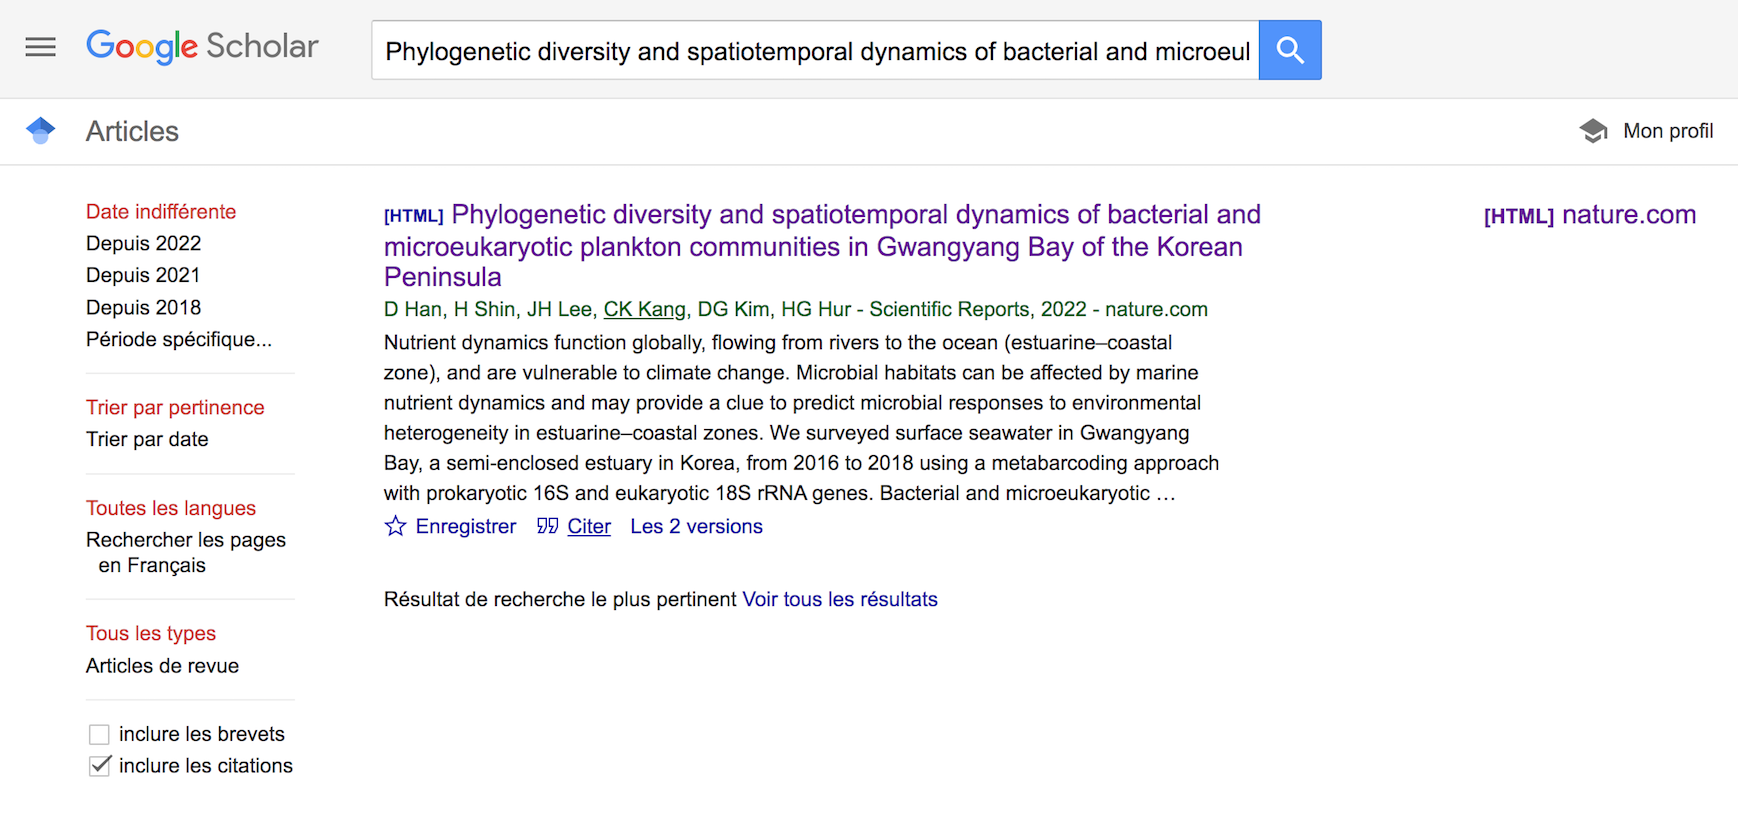 Google Scholar
Phylogenetic diversity and spatiotemporal dynamics of bacterial and microeul
Articles
Mon profil
Date indifférente
Depuis 2022
Depuis 2021
Depuis 2018
Période spécifique...
Trier par pertinence
Trier par date
Toutes les langues
Rechercher les pages
en Français
Tous les types
Articles de revue
inclure les brevets
inclure les citations
[HTML] Phylogenetic diversity and spatiotemporal dynamics of bacterial and
microeukaryotic plankton communities in Gwangyang Bay of the Korean
Peninsula
D Han, H Shin, JH Lee, CK Kang, DG Kim, HG Hur - Scientific Reports, 2022 - nature.com
Nutrient dynamics function globally, flowing from rivers to the ocean (estuarine–coastal
zone), and are vulnerable to climate change. Microbial habitats can be affected by marine
nutrient dynamics and may provide a clue to predict microbial responses to environmental
heterogeneity in estuarine–coastal zones. We surveyed surface seawater in Gwangyang
Bay, a semi-enclosed estuary in Korea, from 2016 to 2018 using a metabarcoding approach
with prokaryotic 16S and eukaryotic 18S rRNA genes. Bacterial and microeukaryotic …
Enregistrer Citer Les 2 versions
Résultat de recherche le plus pertinent Voir tous les résultats
[HTML] nature.com